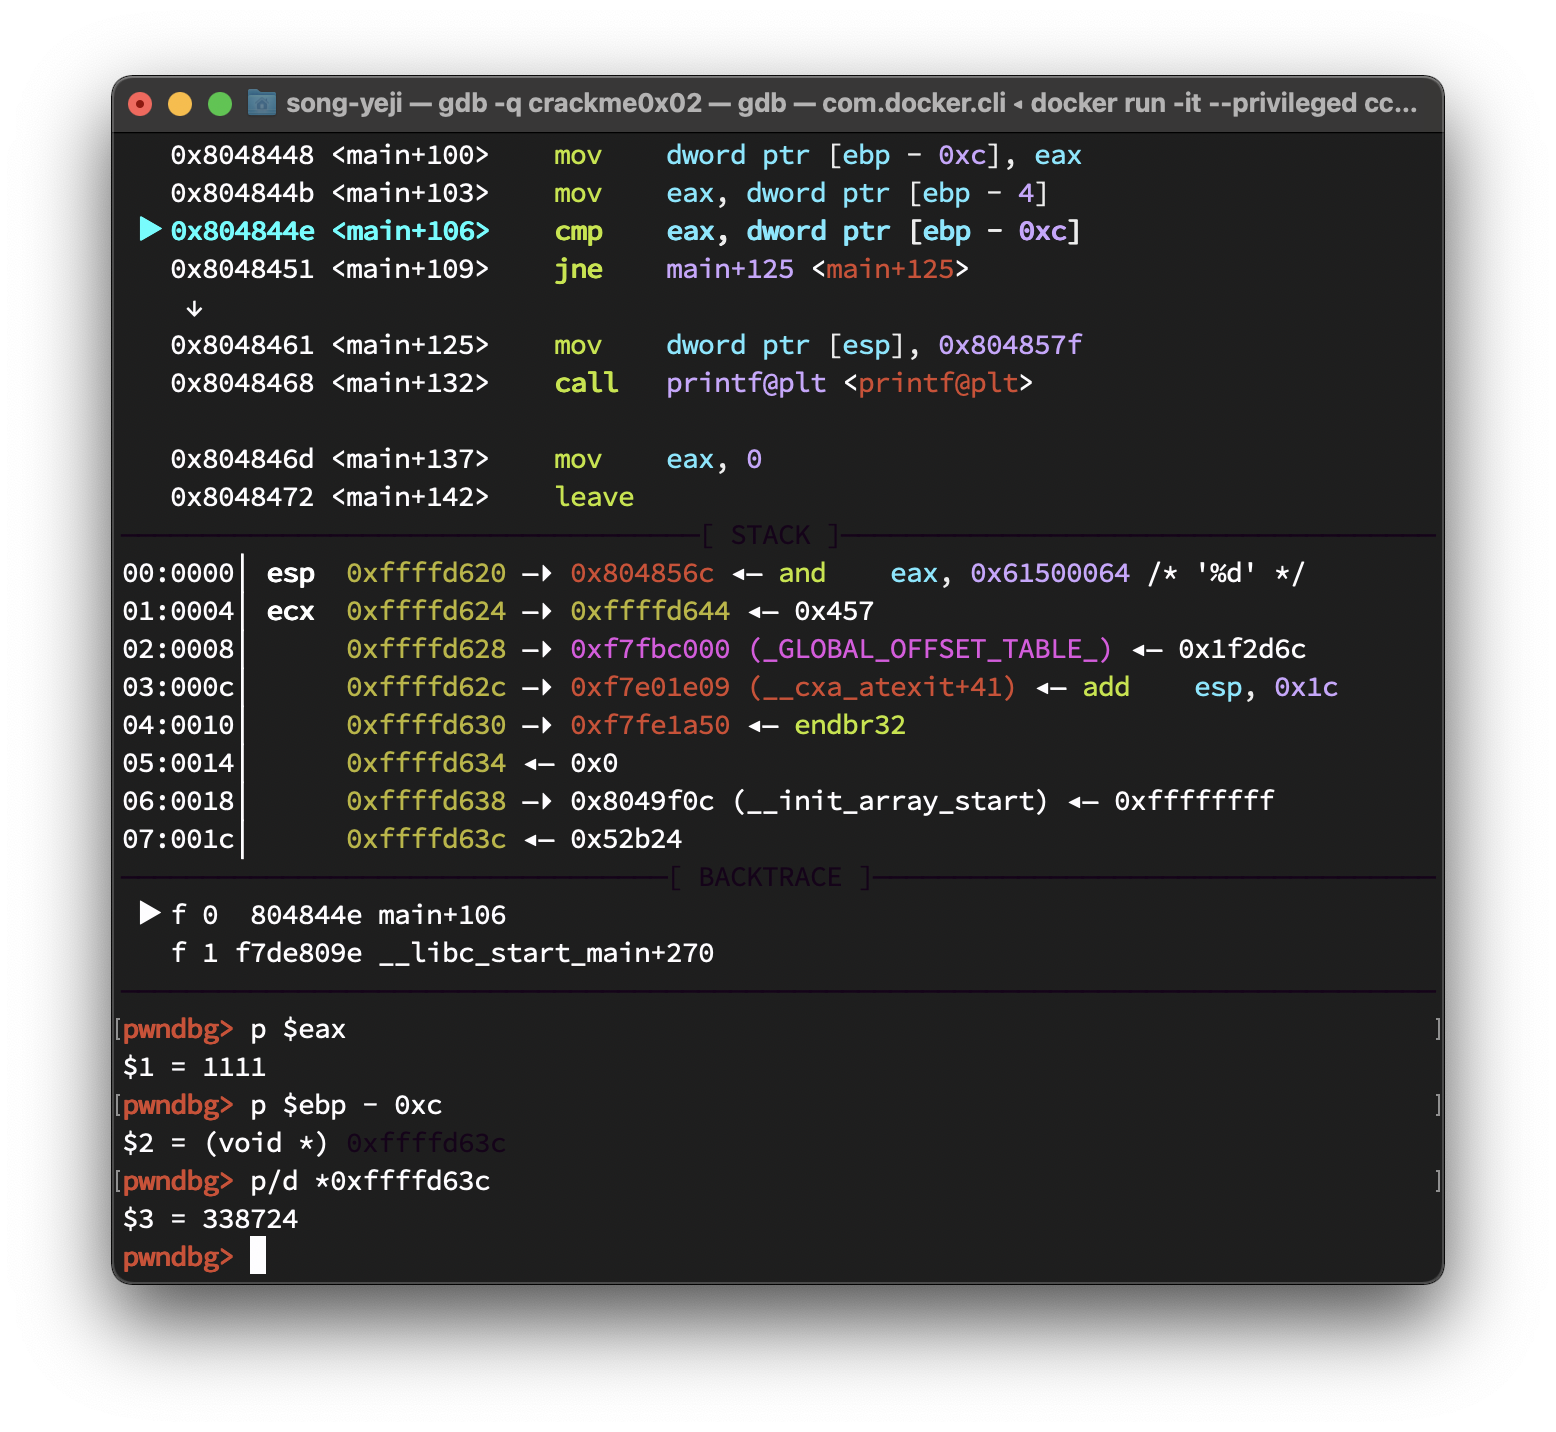 song-yeji — gdb -q crackme0x02 — gdb — com.docker.cli ◂ docker run -it --privileged cc...
0x8048448 <main+100>    mov    dword ptr [ebp - 0xc], eax
0x804844b <main+103>    mov    eax, dword ptr [ebp - 4]
► 0x804844e <main+106>    cmp    eax, dword ptr [ebp - 0xc]
0x8048451 <main+109>    jne    main+125 <main+125>
↓
0x8048461 <main+125>    mov    dword ptr [esp], 0x804857f
0x8048468 <main+132>    call   printf@plt <printf@plt>
0x804846d <main+137>    mov    eax, 0
0x8048472 <main+142>    leave
[ STACK ]
00:0000│ esp  0xffffd620 —▸ 0x804856c ◂— and    eax, 0x61500064 /* '%d' */
01:0004│ ecx  0xffffd624 —▸ 0xffffd644 ◂— 0x457
02:0008│      0xffffd628 —▸ 0xf7fbc000 (_GLOBAL_OFFSET_TABLE_) ◂— 0x1f2d6c
03:000c│      0xffffd62c —▸ 0xf7e01e09 (__cxa_atexit+41) ◂— add    esp, 0x1c
04:0010│      0xffffd630 —▸ 0xf7fe1a50 ◂— endbr32
05:0014│      0xffffd634 ◂— 0x0
06:0018│      0xffffd638 —▸ 0x8049f0c (__init_array_start) ◂— 0xffffffff
07:001c│      0xffffd63c ◂— 0x52b24
[ BACKTRACE ]
► f 0  804844e main+106
f 1 f7de809e __libc_start_main+270
[pwndbg> p $eax ]
$1 = 1111
[pwndbg> p $ebp - 0xc ]
$2 = (void *) 0xffffd63c
[pwndbg> p/d *0xffffd63c ]
$3 = 338724
pwndbg>